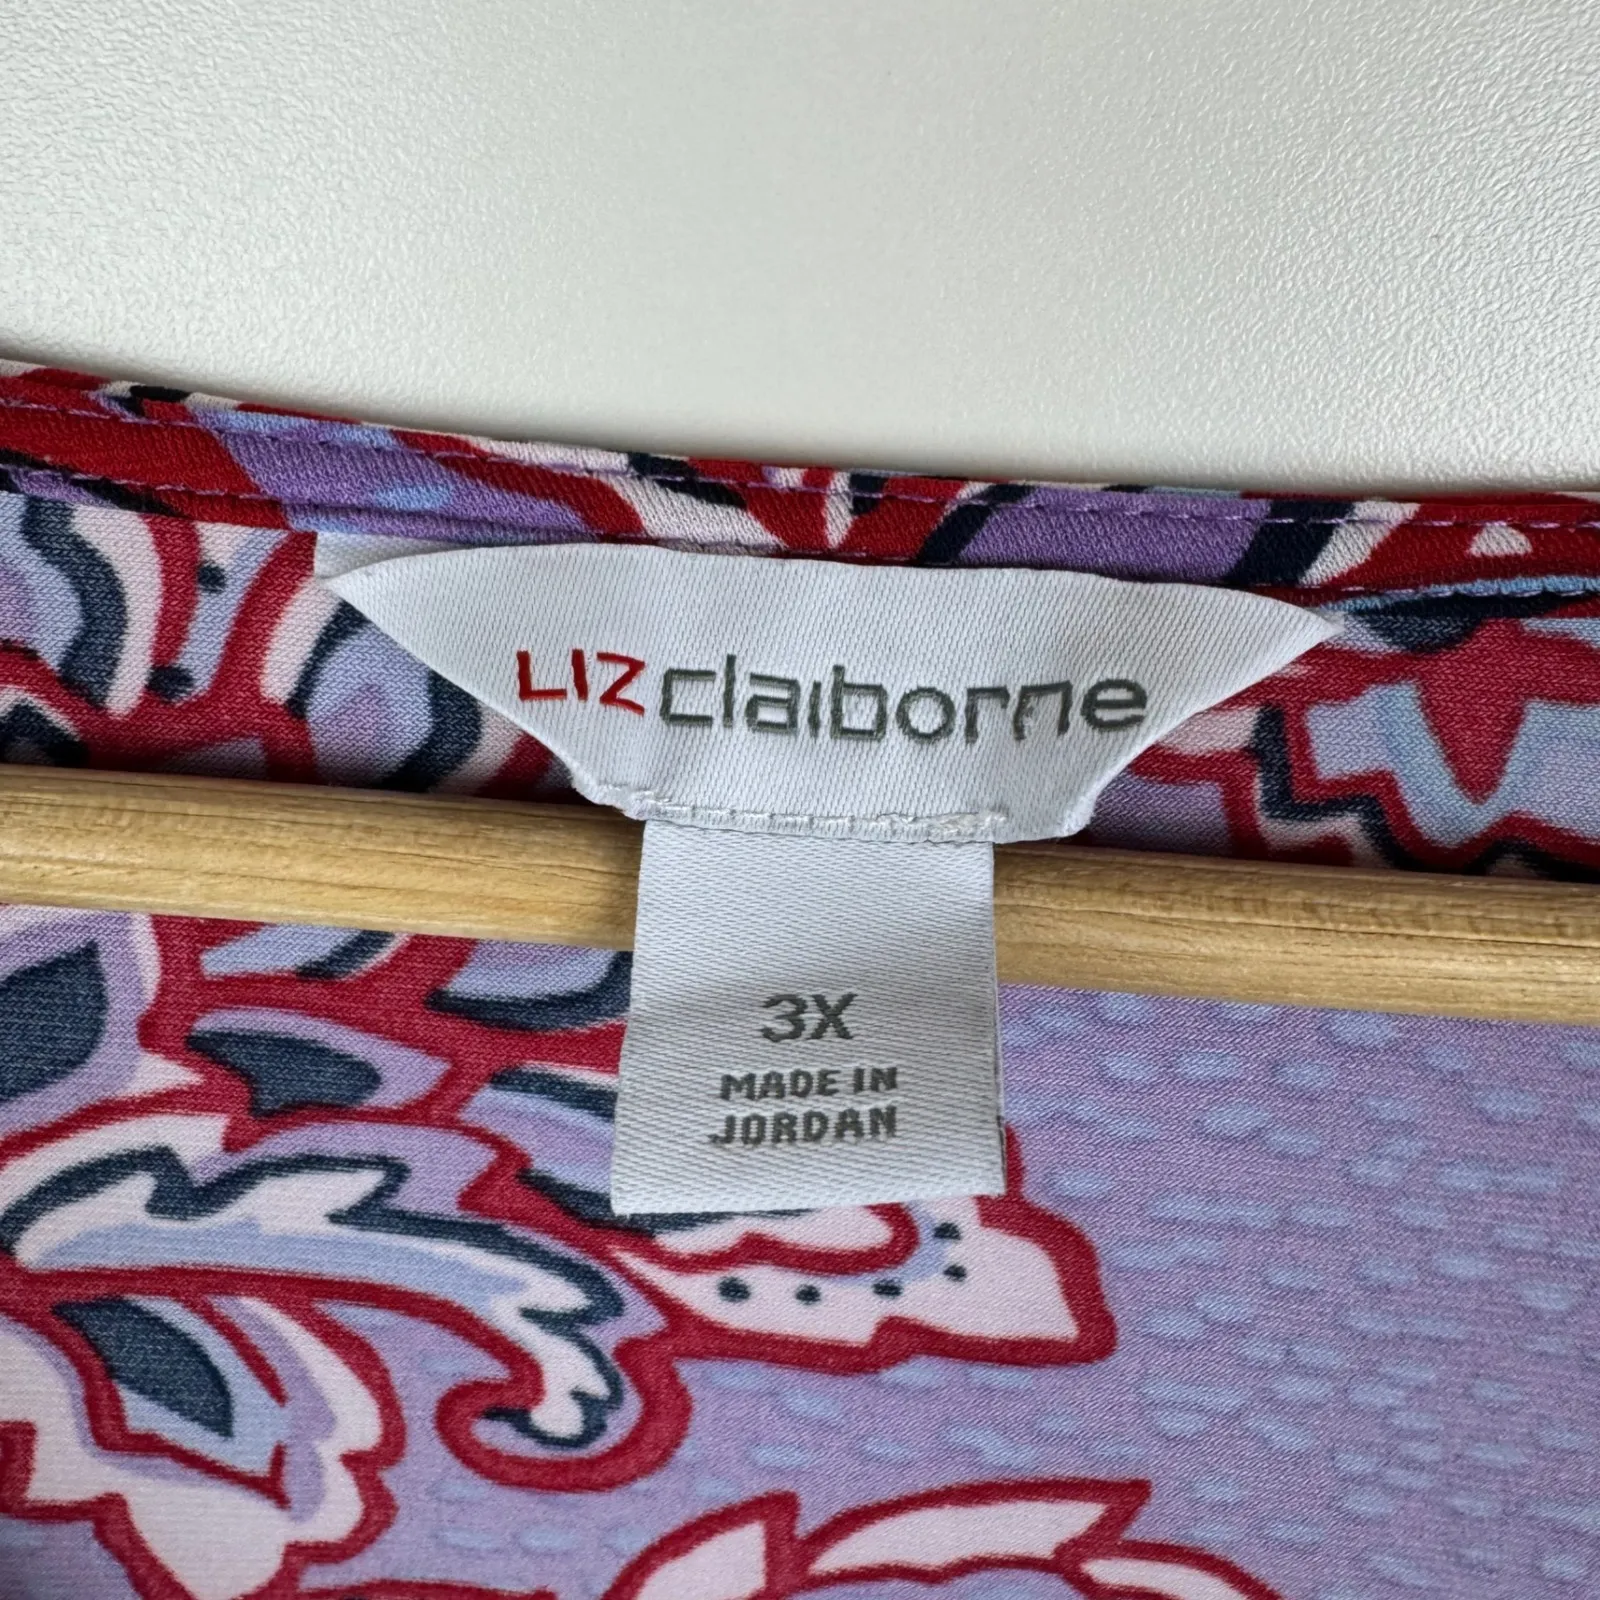 LIZ claiborne
3X
MADE IN
JORDAN